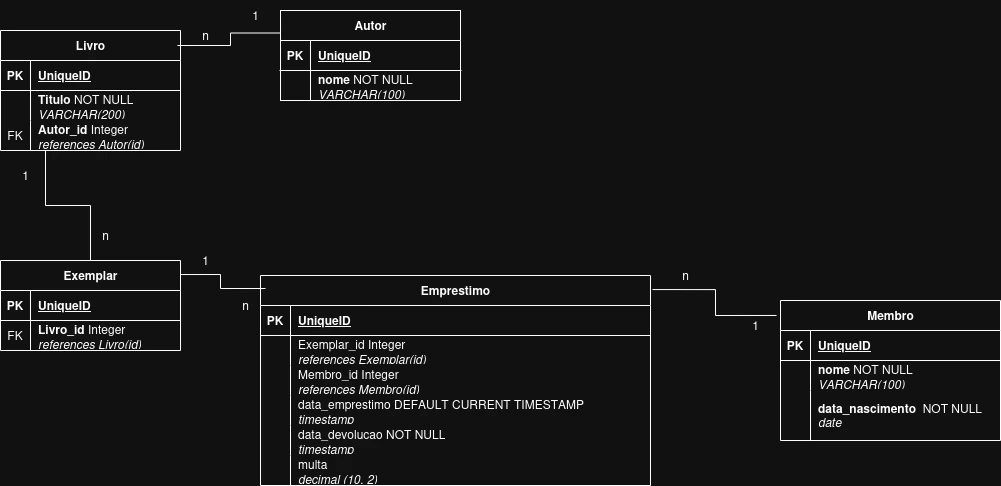 1
Autor
n
Livro
PK UniqueID
nome NOT NULL
VARCHAR(100)
PK UniqueID
Titulo NOT NULL
VARCHAR(200)
FK Autor_id Integer
references Autor(id)
1
n
Exemplar
PK UniqueID
FK Livro_id Integer
references Livro(id)
1
n
Emprestimo
PK UniqueID
Exemplar_id Integer
references Exemplar(id)
Membro_id Integer
references Membro(id)
data_emprestimo DEFAULT CURRENT TIMESTAMP
timestamp
data_devolucao NOT NULL
timestamp
multa
decimal (10, 2)
n
1
Membro
PK UniqueID
nome NOT NULL
VARCHAR(100)
data_nascimento NOT NULL
date